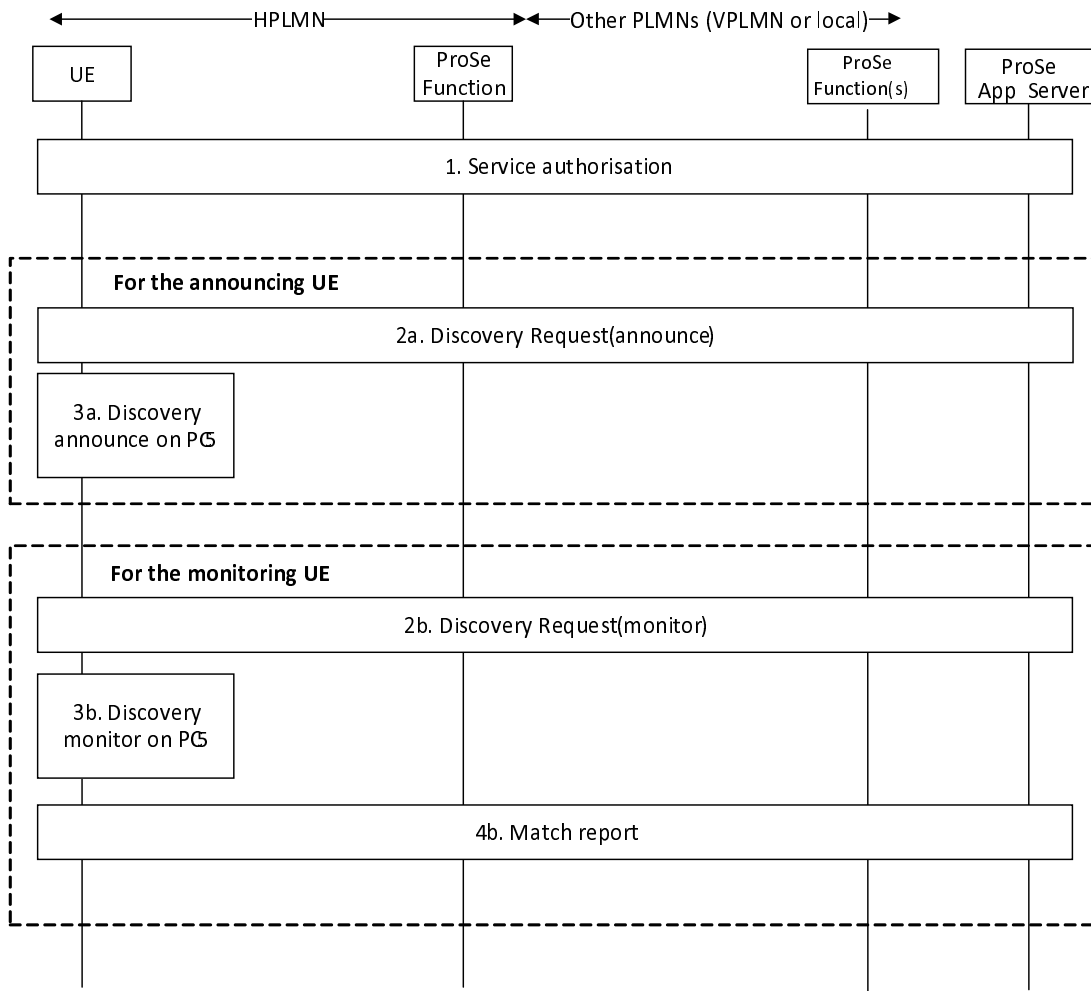 HPLMN
Other PLMNs (VPLMN or local)
UE
ProSe
Function
ProSe
Function(s)
ProSe
App Server
1. Service authorisation
For the announcing UE
2a. Discovery Request(announce)
3a. Discovery
announce on PC5
For the monitoring UE
2b. Discovery Request(monitor)
3b. Discovery
monitor on PC5
4b. Match report